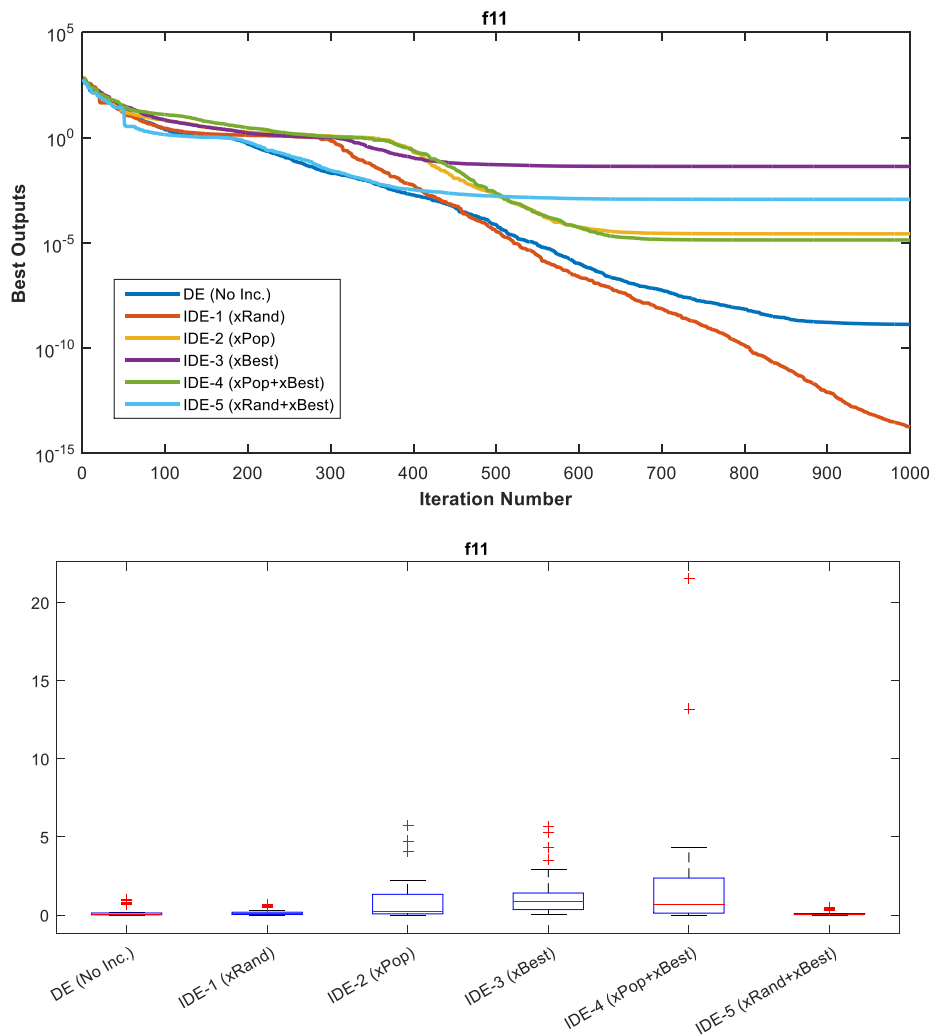 f11
10^5
10^0
10^-5
10^-10
10^-15
Best Outputs
DE (No Inc.)
IDE-1 (xRand)
IDE-2 (xPop)
IDE-3 (xBest)
IDE-4 (xPop+xBest)
IDE-5 (xRand+xBest)
0 100 200 300 400 500 600 700 800 900 1000
Iteration Number
f11
20
15
10
5
0
DE (No Inc.)
IDE-1 (xRand)
IDE-2 (xPop)
IDE-3 (xBest)
IDE-4 (xPop+xBest)
IDE-5 (xRand+xBest)